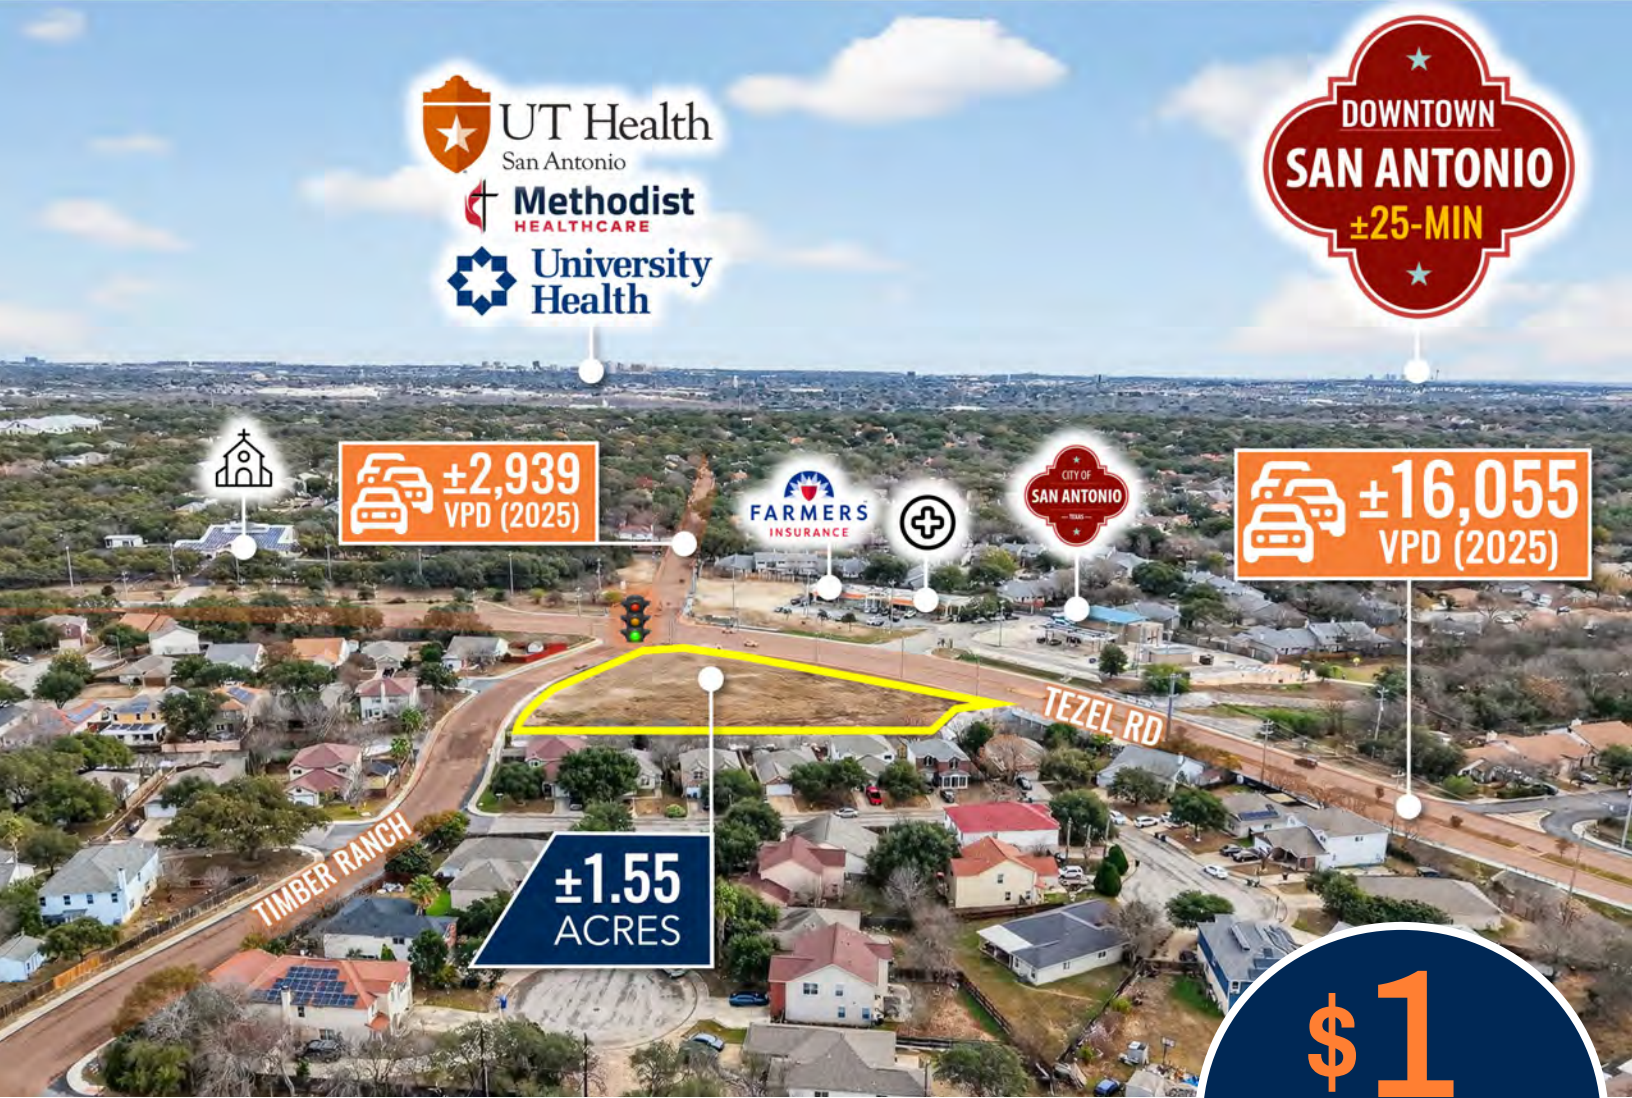 UT Health
San Antonio
Methodist
HEALTHCARE
University
Health
DOWNTOWN
SAN ANTONIO
±25-MIN
±2,939
VPD (2025)
FARMERS
INSURANCE
CITY OF
SAN ANTONIO
TEXAS
±16,055
VPD (2025)
TEZEL RD
TIMBER RANCH
±1.55
ACRES
$1